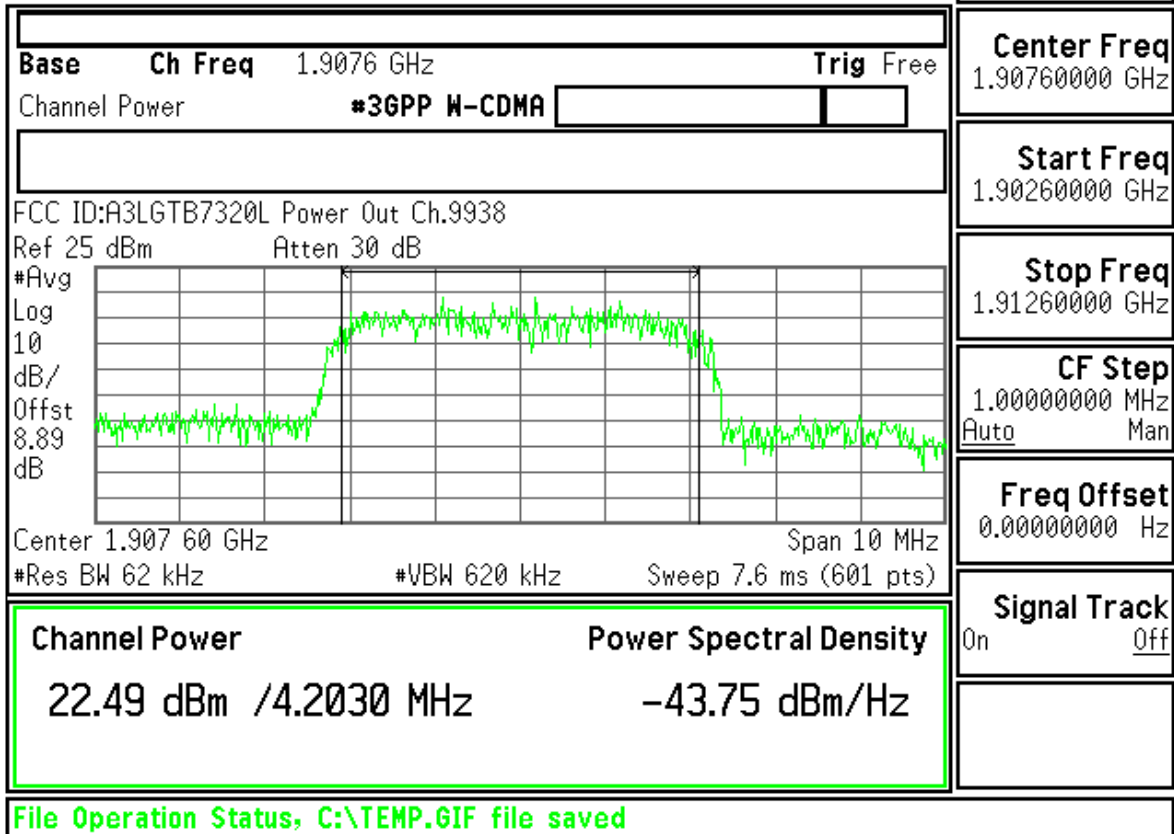 Base Ch Freq 1.9076 GHz Trig Free
Channel Power #3GPP W-CDMA
FCC ID:A3LGTB7320L Power Out Ch.9938
Ref 25 dBm Atten 30 dB
#Avg
Log
10
dB/
Offst
8.89
dB
Center 1.907 60 GHz Span 10 MHz
#Res BW 62 kHz #VBW 620 kHz Sweep 7.6 ms (601 pts)
Channel Power Power Spectral Density
22.49 dBm /4.2030 MHz -43.75 dBm/Hz
File Operation Status, C:\TEMP.GIF file saved
Center Freq
1.90760000 GHz
Start Freq
1.90260000 GHz
Stop Freq
1.91260000 GHz
CF Step
1.00000000 MHz
Auto Man
Freq Offset
0.00000000 Hz
Signal Track
On Off